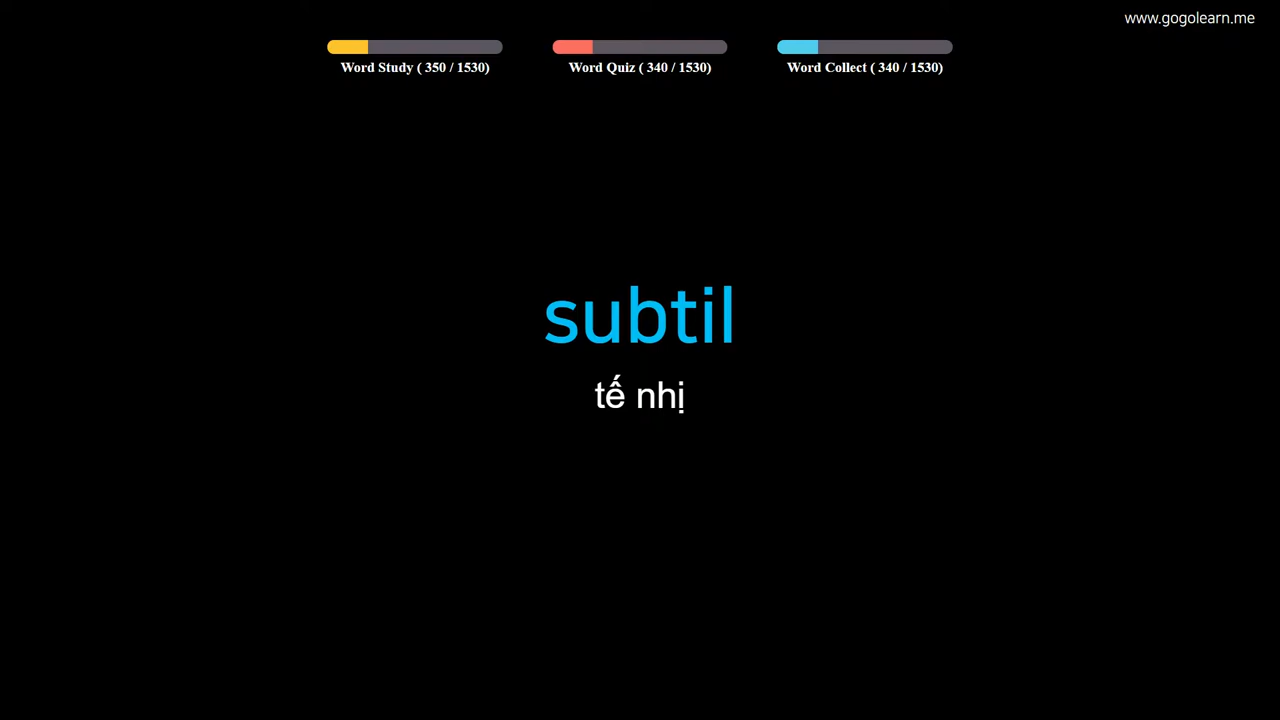 www.gogolearn.me
Word Study ( 350 / 1530)
Word Quiz ( 340 / 1530)
Word Collect ( 340 / 1530)
subtil
tế nhị